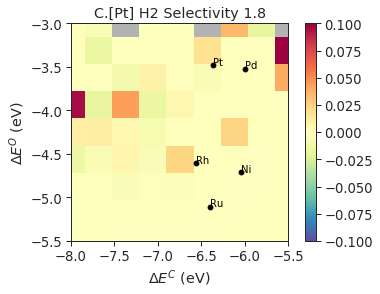 C.[Pt] H2 Selectivity 1.8
−3.0
−3.5
−4.0
−4.5
−5.0
−5.5
ΔE^O (eV)
Pt
Pd
Rh
Ni
Ru
−8.0 −7.5 −7.0 −6.5 −6.0 −5.5
ΔE^C (eV)
0.100
0.075
0.050
0.025
0.000
−0.025
−0.050
−0.075
−0.100